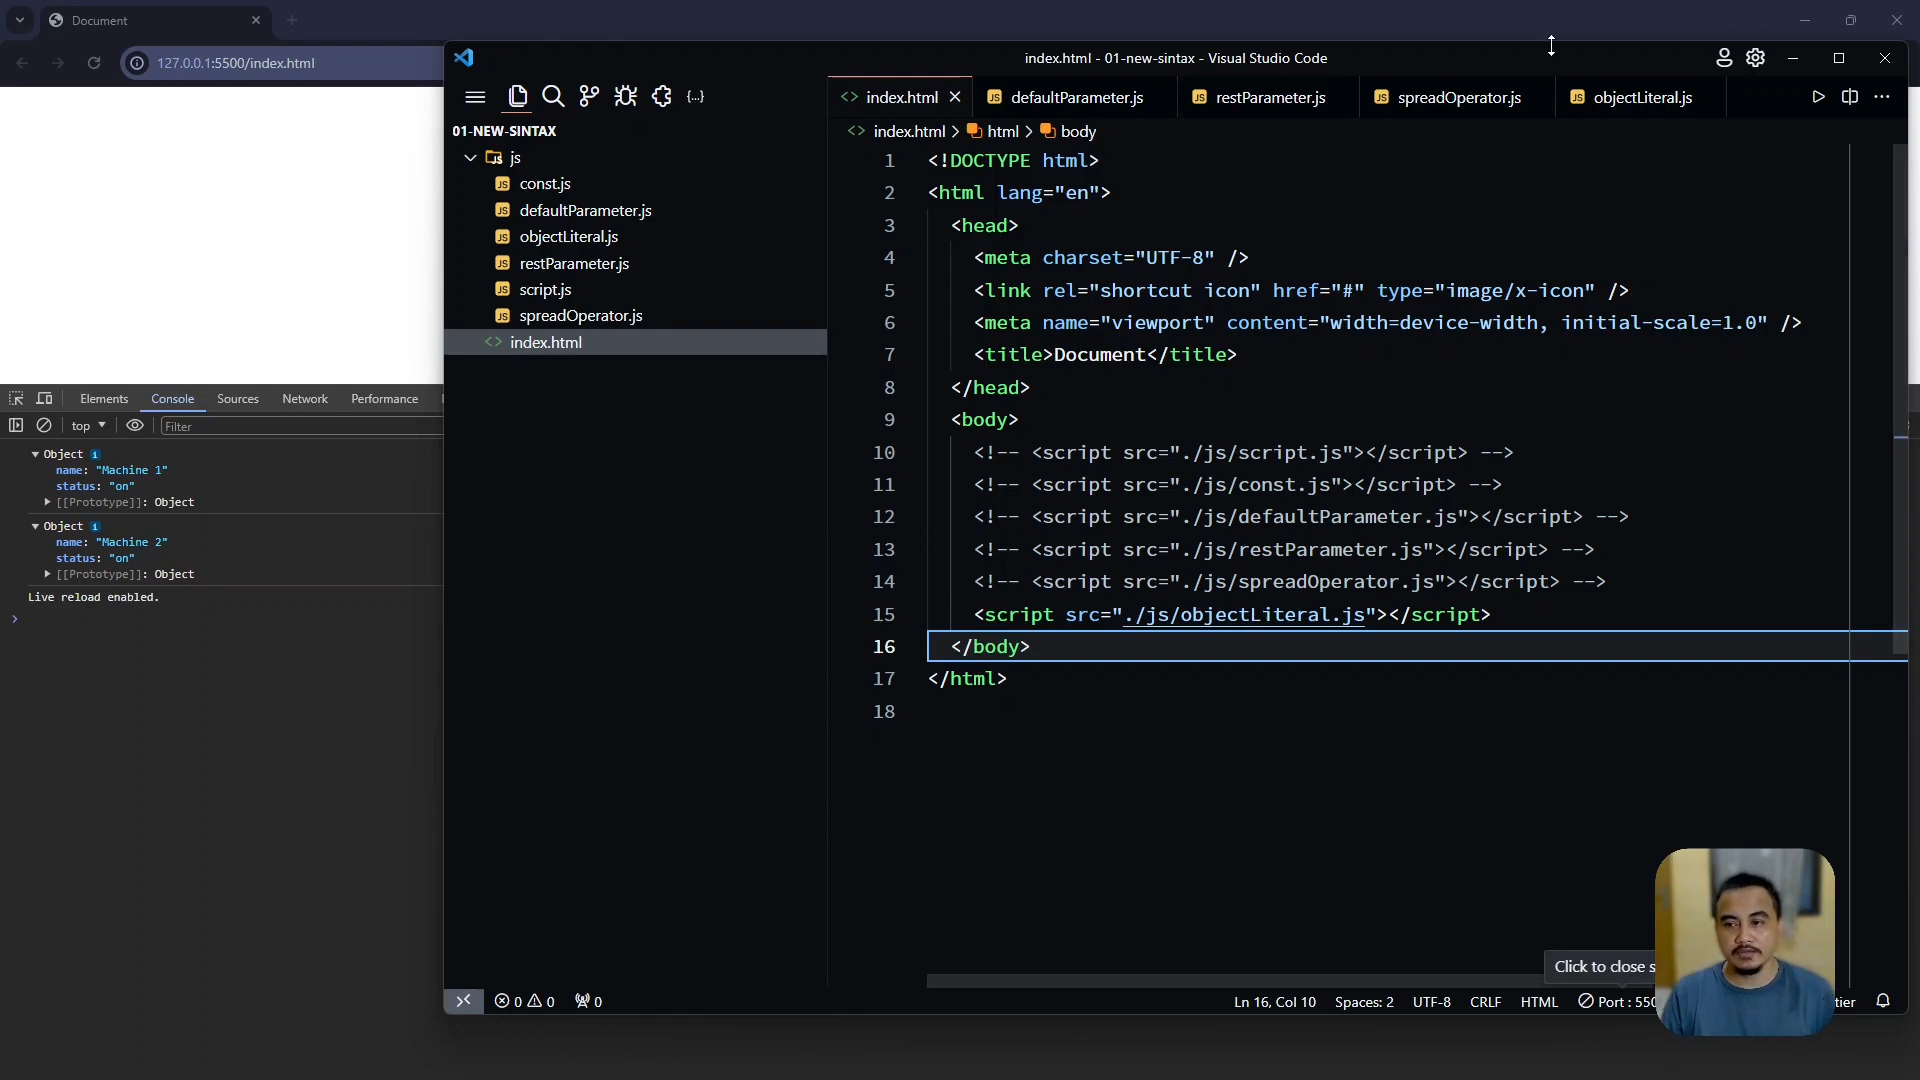 Document
127.0.0.1:5500/index.html
index.html - 01-new-sintax - Visual Studio Code
index.html
defaultParameter.js
restParameter.js
spreadOperator.js
objectLiteral.js
01-NEW-SINTAX
js
const.js
defaultParameter.js
objectLiteral.js
restParameter.js
script.js
spreadOperator.js
index.html
index.html > html > body
1 <!DOCTYPE html>
2 <html lang="en">
3 <head>
4 <meta charset="UTF-8" />
5 <link rel="shortcut icon" href="#" type="image/x-icon" />
6 <meta name="viewport" content="width=device-width, initial-scale=1.0" />
7 <title>Document</title>
8 </head>
9 <body>
10 <!-- <script src="./js/script.js"></script> -->
11 <!-- <script src="./js/const.js"></script> -->
12 <!-- <script src="./js/defaultParameter.js"></script> -->
13 <!-- <script src="./js/restParameter.js"></script> -->
14 <!-- <script src="./js/spreadOperator.js"></script> -->
15 <script src="./js/objectLiteral.js"></script>
16 </body>
17 </html>
18
Elements Console Sources Network Performance
top Filter
Object i
name: "Machine 1"
status: "on"
[[Prototype]]: Object
Object i
name: "Machine 2"
status: "on"
[[Prototype]]: Object
Live reload enabled.
Click to close s
0 0 0
Ln 16, Col 10 Spaces: 2 UTF-8 CRLF HTML Port : 550 tier